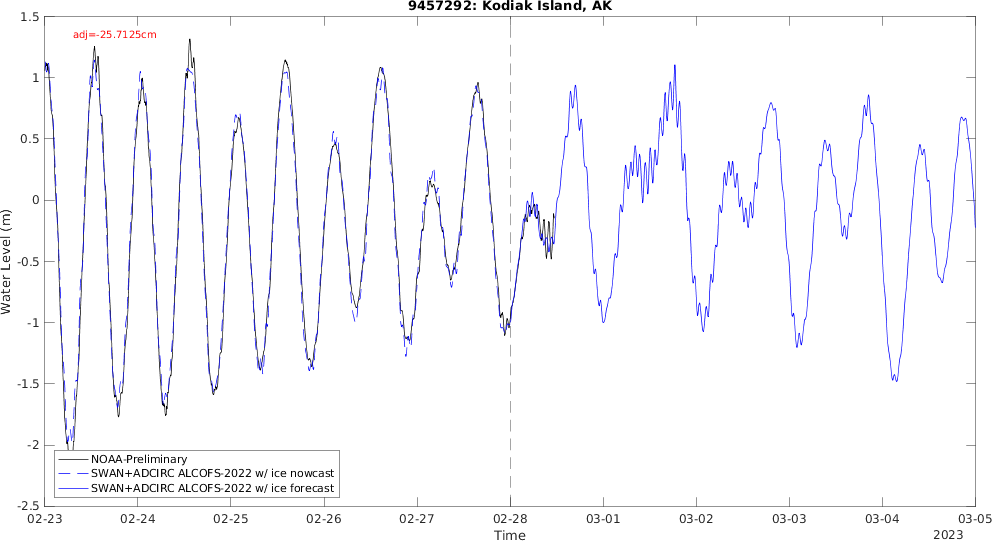 9457292: Kodiak Island, AK
adj=-25.7125cm
1.5
1
0.5
0
-0.5
-1
-1.5
-2
-2.5
Water Level (m)
NOAA-Preliminary
SWAN+ADCIRC ALCOFS-2022 w/ ice nowcast
SWAN+ADCIRC ALCOFS-2022 w/ ice forecast
02-23 02-24 02-25 02-26 02-27 02-28 03-01 03-02 03-03 03-04 03-05
Time
2023